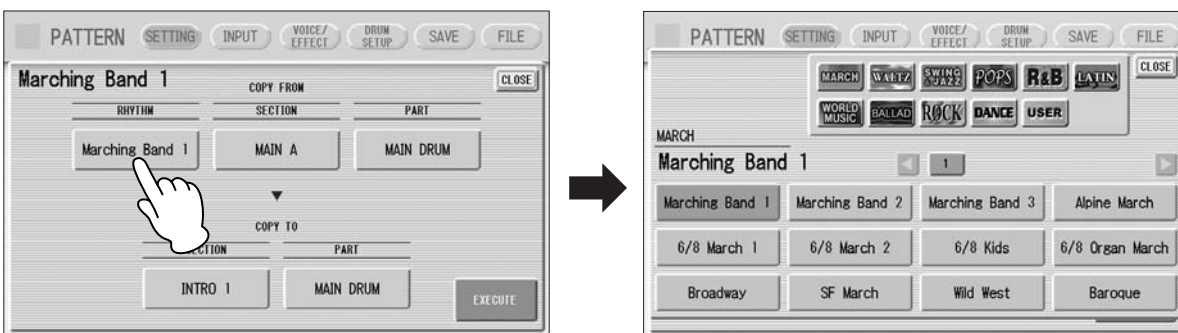 PATTERN SETTING INPUT VOICE/ EFFECT DRUM SETUP SAVE FILE
Marching Band 1 CLOSE
COPY FROM
RHYTHM SECTION PART
Marching Band 1 MAIN A MAIN DRUM
COPY TO
SECTION PART
INTRO 1 MAIN DRUM EXECUTE
PATTERN SETTING INPUT VOICE/ EFFECT DRUM SETUP SAVE FILE
MARCH WALTZ SWING &JAZZ POPS R&B LATIN CLOSE
WORLD MUSIC BALLAD ROCK DANCE USER
MARCH
Marching Band 1 1
Marching Band 1 Marching Band 2 Marching Band 3 Alpine March
6/8 March 1 6/8 March 2 6/8 Kids 6/8 Organ March
Broadway SF March Wild West Baroque